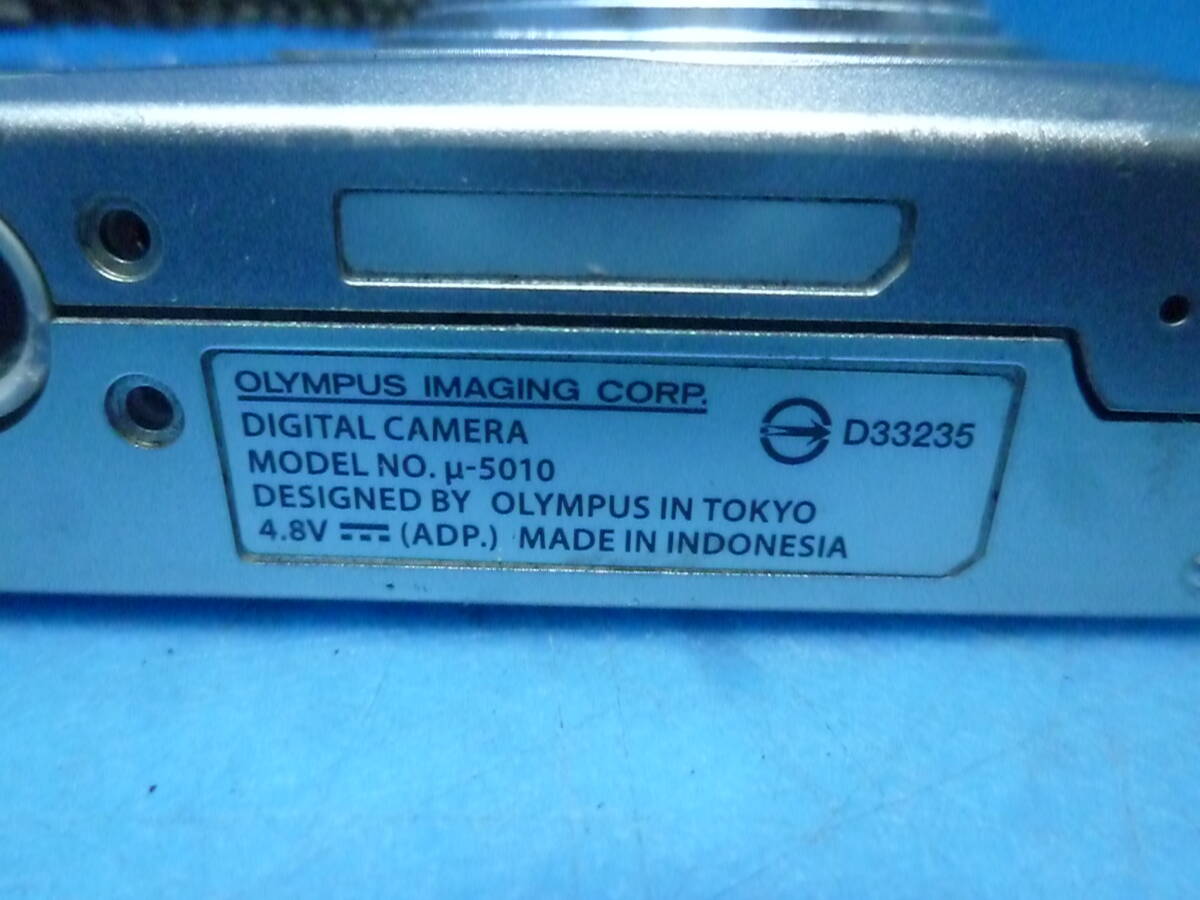 OLYMPUS IMAGING CORP.
DIGITAL CAMERA
D33235
MODEL NO. μ-5010
DESIGNED BY OLYMPUS IN TOKYO
4.8V ⎓ (ADP.) MADE IN INDONESIA